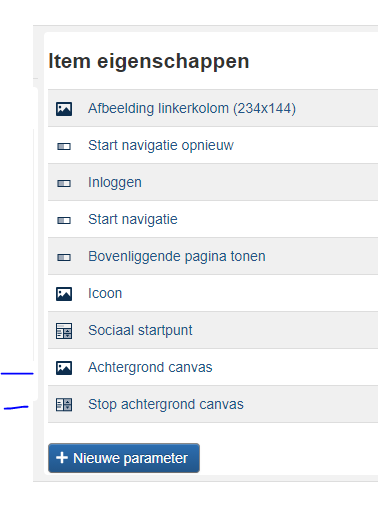 Item eigenschappen
Afbeelding linkerkolom (234x144)
Start navigatie opnieuw
Inloggen
Start navigatie
Bovenliggende pagina tonen
Icoon
Sociaal startpunt
Achtergrond canvas
Stop achtergrond canvas
+ Nieuwe parameter